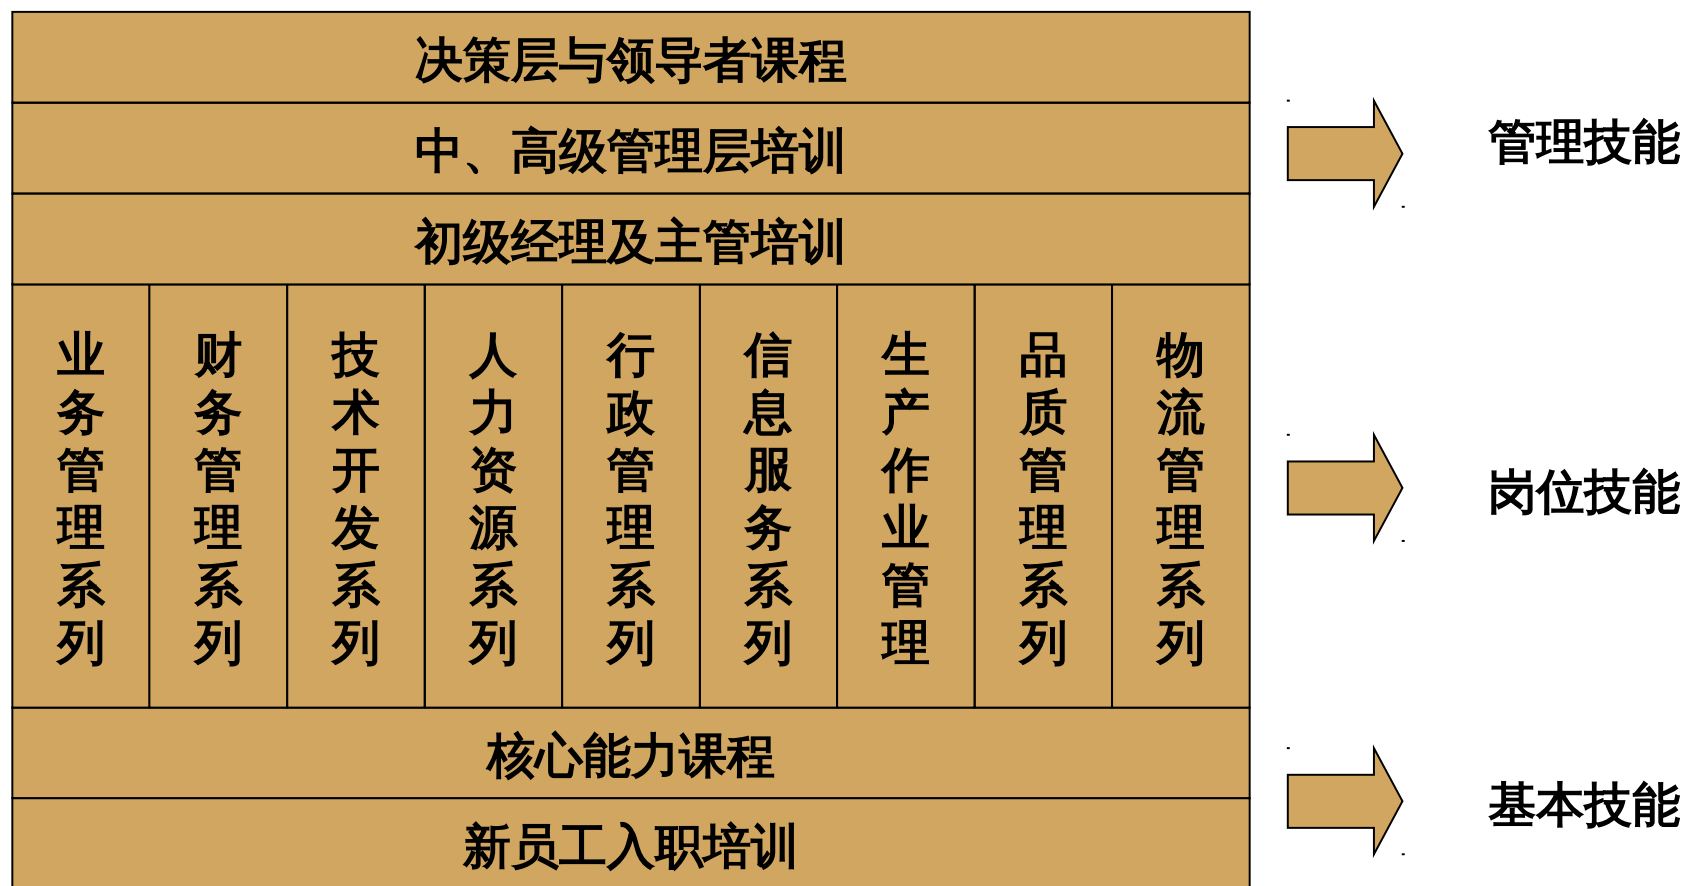 决策层与领导者课程
中、高级管理层培训
管理技能
初级经理及主管培训
业务管理系列
财务管理系列
技术开发系列
人力资源系列
行政管理系列
信息服务系列
生产作业管理
品质管理系列
物流管理系列
岗位技能
核心能力课程
基本技能
新员工入职培训